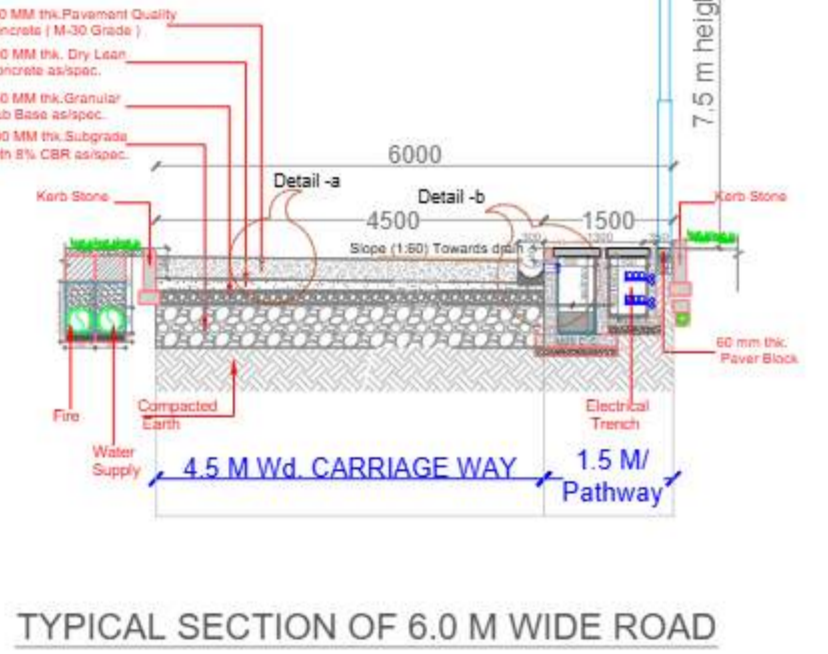 0 MM thk.Pavement Quality
ncrete ( M-30 Grade )
0 MM thk. Dry Lean
oncrete as/spec.
0 MM thk.Granular
b Base as/spec.
0 MM thk.Subgrade
th 8% CBR as/spec.
7.5 m heig
6000
Detail -a
Detail -b
Kerb Stone
Kerb Stone
4500
1500
300
1300
Slope (1:60) Towards drain
60 mm thk.
Paver Block
Fire
Water
Supply
Compacted
Earth
Electrical
Trench
4.5 M Wd. CARRIAGE WAY
1.5 M/
Pathway
TYPICAL SECTION OF 6.0 M WIDE ROAD